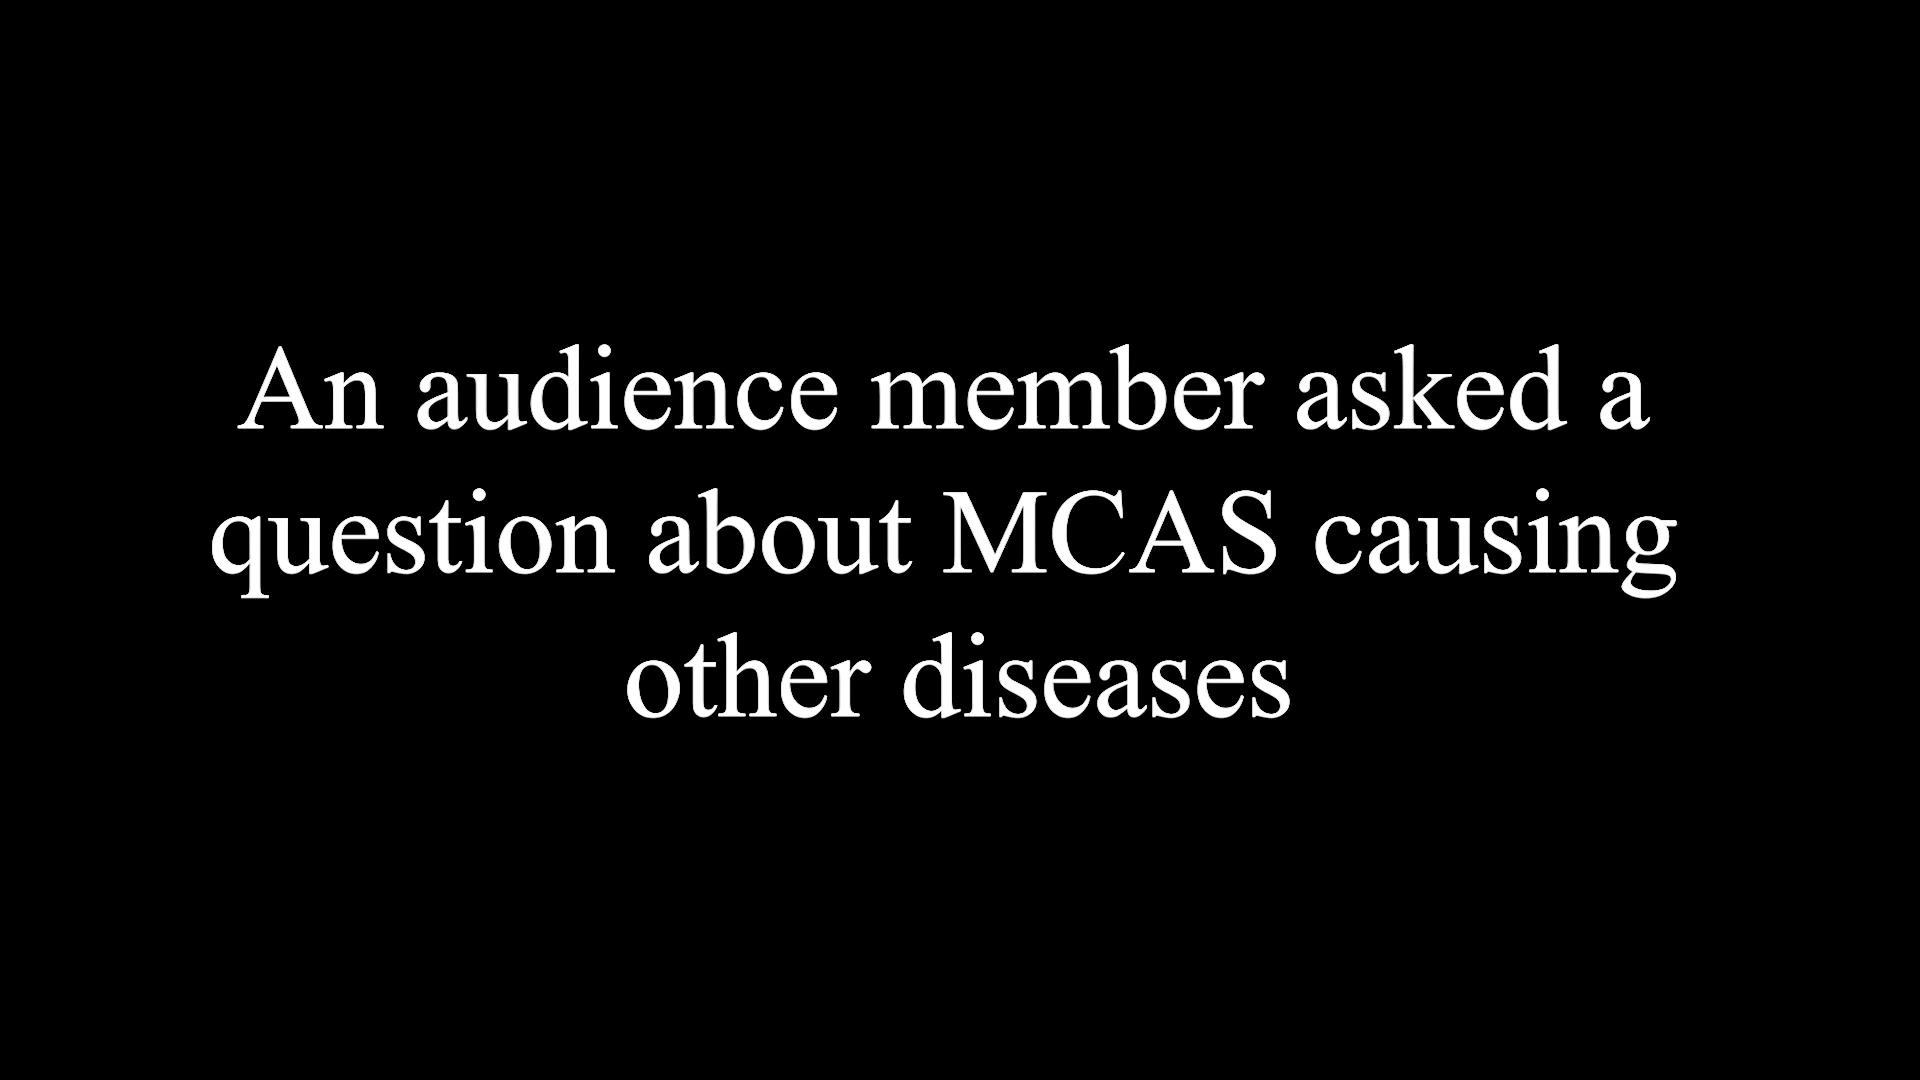 An audience member asked a
question about MCAS causing
other diseases